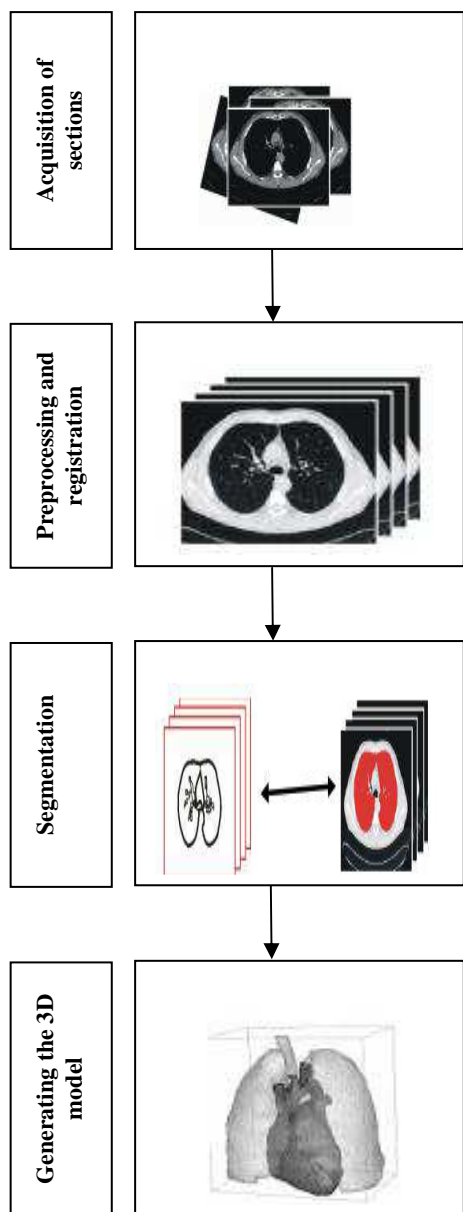 Acquisition of
sections
Preprocessing and
registration
Segmentation
Generating the 3D
model